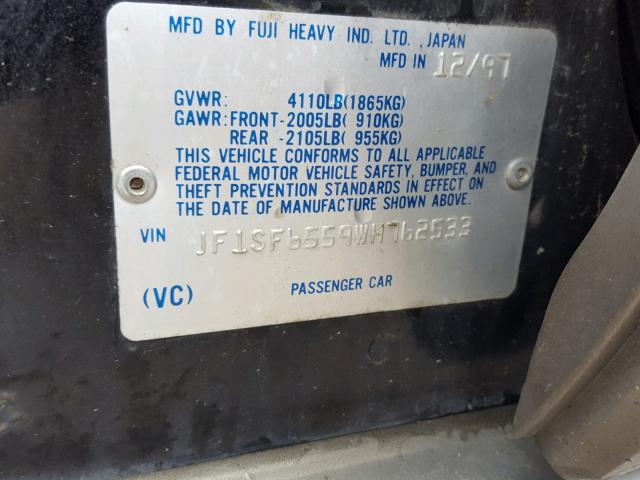 MFD BY FUJI HEAVY IND. LTD., JAPAN
MFD IN 12/97
GVWR: 4110LB(1865KG)
GAWR:FRONT-2005LB( 910KG)
REAR -2105LB( 955KG)
THIS VEHICLE CONFORMS TO ALL APPLICABLE
FEDERAL MOTOR VEHICLE SAFETY, BUMPER, AND
THEFT PREVENTION STANDARDS IN EFFECT ON
THE DATE OF MANUFACTURE SHOWN ABOVE.
VIN JF1SF6559WH762533
(VC) PASSENGER CAR